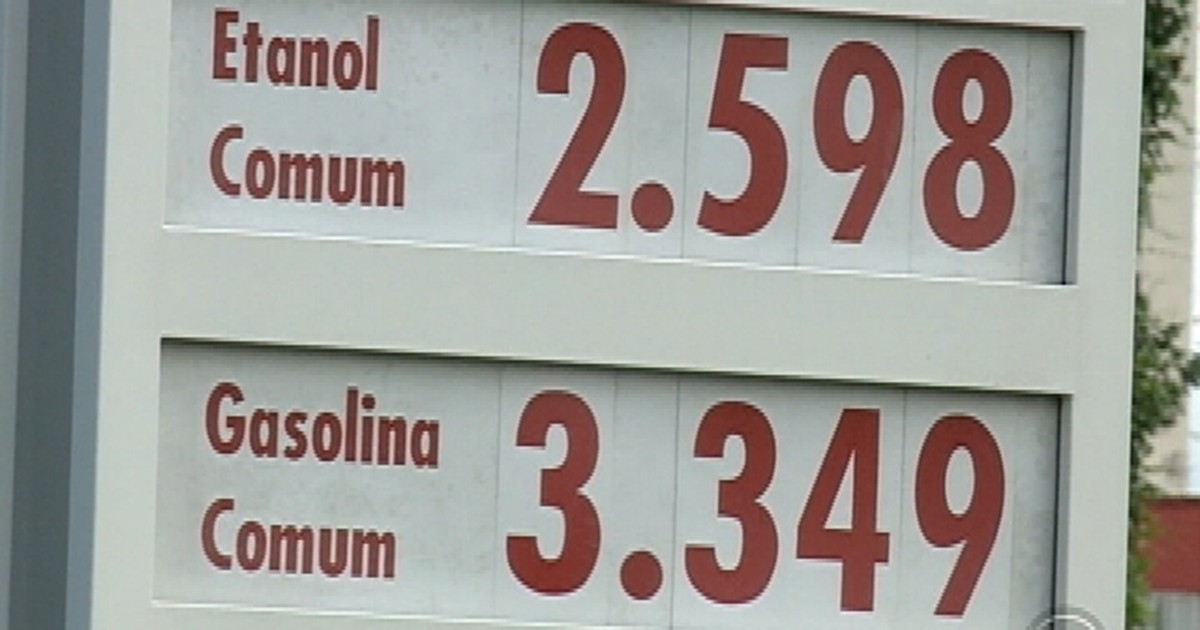 Etanol 2.598
Comum
Gasolina 3.349
Comum